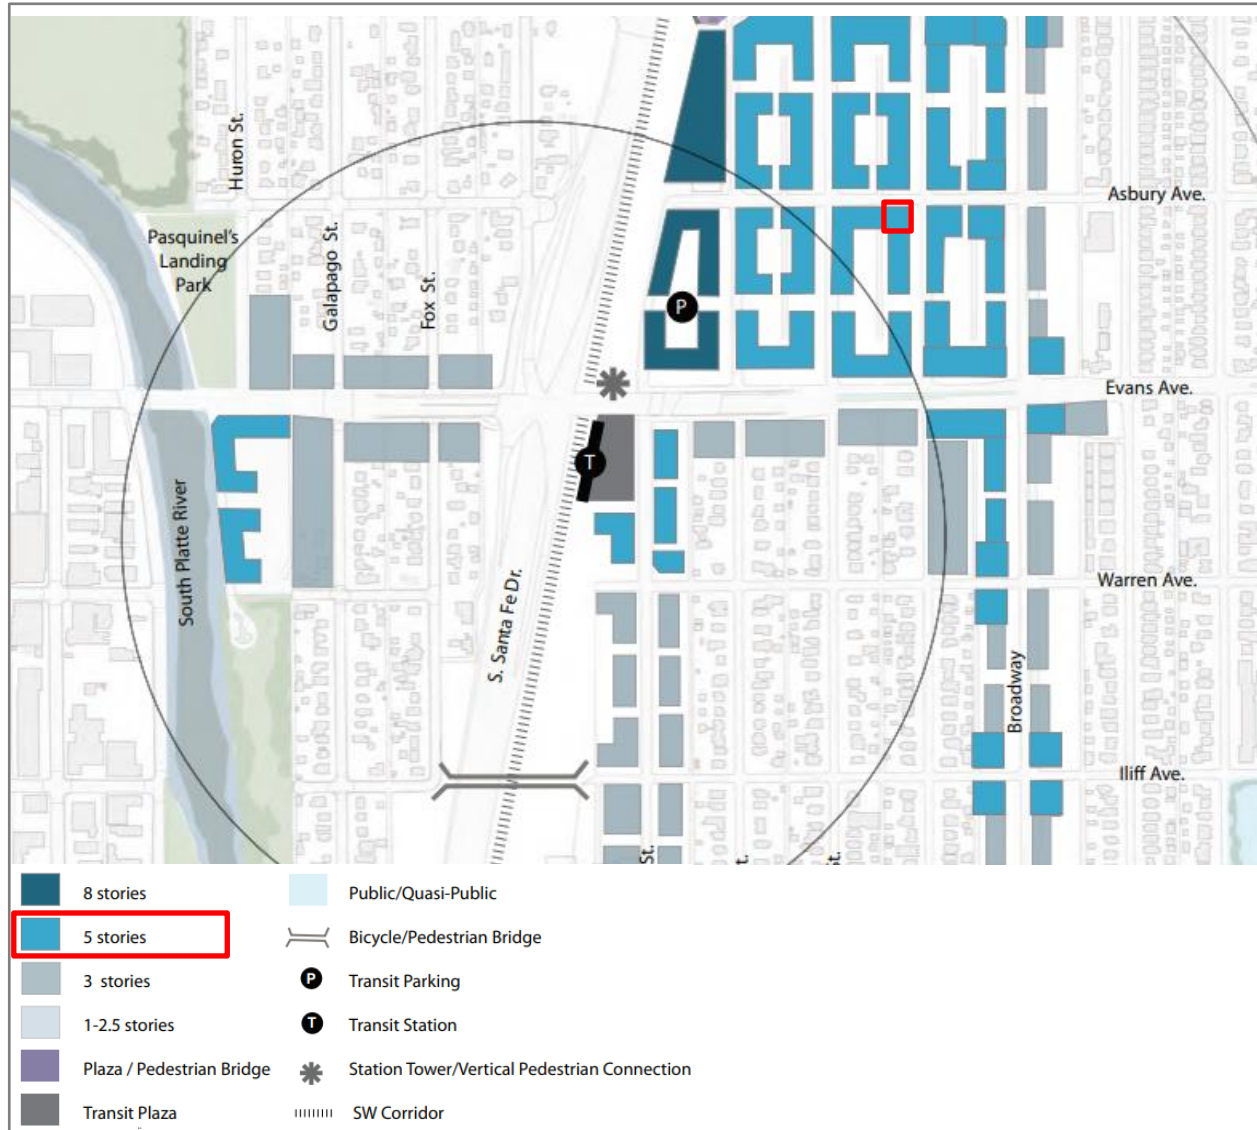 Huron St.
Asbury Ave.
Pasquinel's
Landing
Park
Galapago St.
Fox St.
P
Evans Ave.
T
South Platte River
Warren Ave.
S. Santa Fe Dr.
Broadway
Iliff Ave.
St.
t.
St.
8 stories
Public/Quasi-Public
5 stories
Bicycle/Pedestrian Bridge
3 stories
P
Transit Parking
1-2.5 stories
T
Transit Station
Plaza / Pedestrian Bridge
Station Tower/Vertical Pedestrian Connection
Transit Plaza
SW Corridor